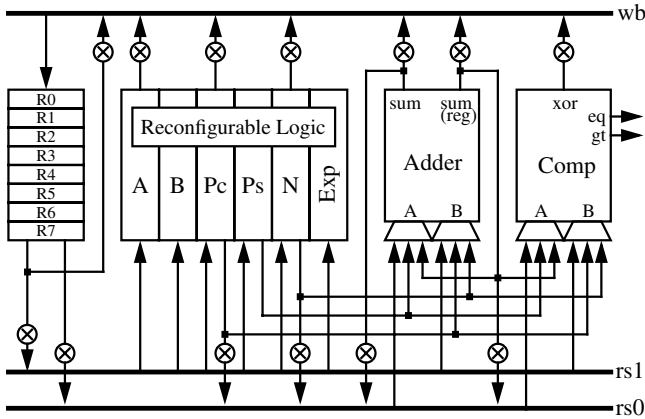 wb
R0
R1
R2
R3
R4
R5
R6
R7
Reconfigurable Logic
A B Pc Ps N Exp
sum sum
(reg)
Adder
A B
xor
eq
gt
Comp
A B
rs1
rs0